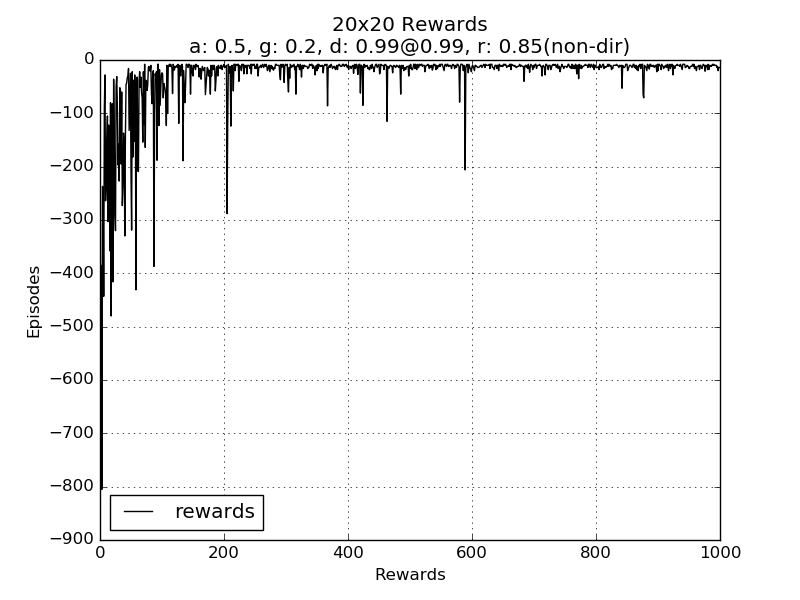 20x20 Rewards
a: 0.5, g: 0.2, d: 0.99@0.99, r: 0.85(non-dir)
0
−100
−200
−300
−400
−500
−600
−700
−800
−900
Episodes
rewards
0 200 400 600 800 1000
Rewards